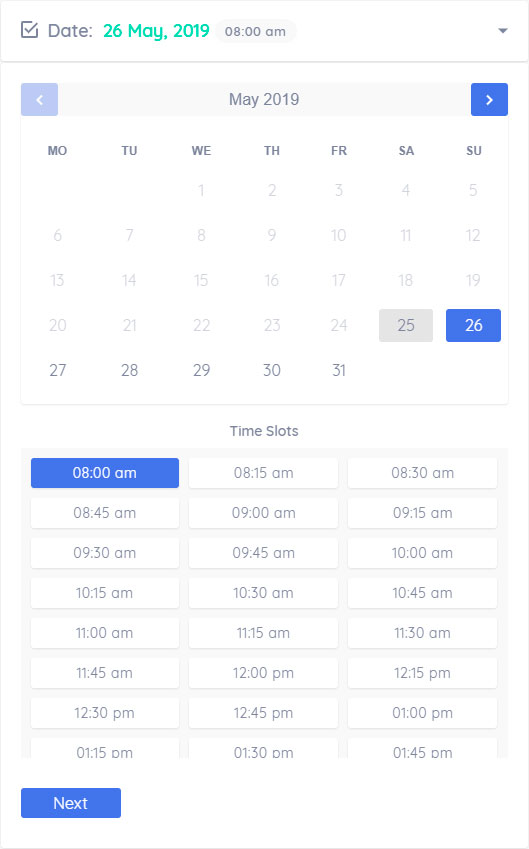 Date: 26 May, 2019 08:00 am
May 2019
MO TU WE TH FR SA SU
1 2 3 4 5
6 7 8 9 10 11 12
13 14 15 16 17 18 19
20 21 22 23 24 25 26
27 28 29 30 31
Time Slots
08:00 am 08:15 am 08:30 am
08:45 am 09:00 am 09:15 am
09:30 am 09:45 am 10:00 am
10:15 am 10:30 am 10:45 am
11:00 am 11:15 am 11:30 am
11:45 am 12:00 pm 12:15 pm
12:30 pm 12:45 pm 01:00 pm
01:15 pm 01:30 pm 01:45 pm
Next